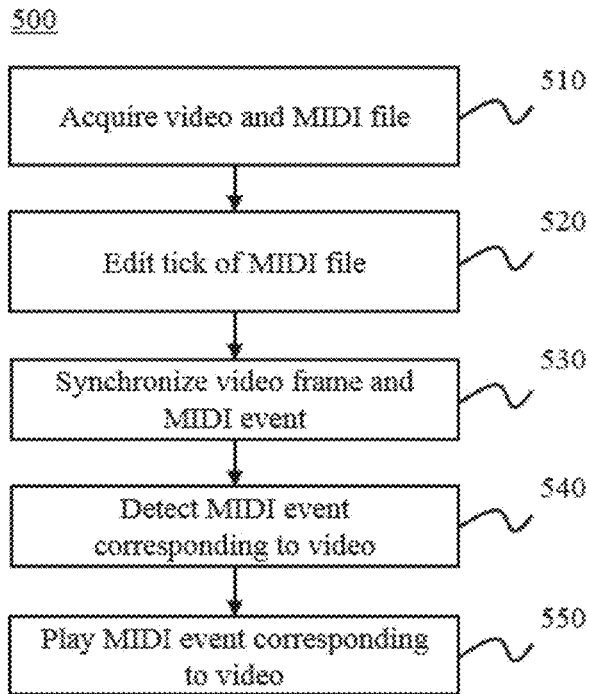 500
510
Acquire video and MIDI file
520
Edit tick of MIDI file
530
Synchronize video frame and
MIDI event
540
Detect MIDI event
corresponding to video
550
Play MIDI event corresponding
to video